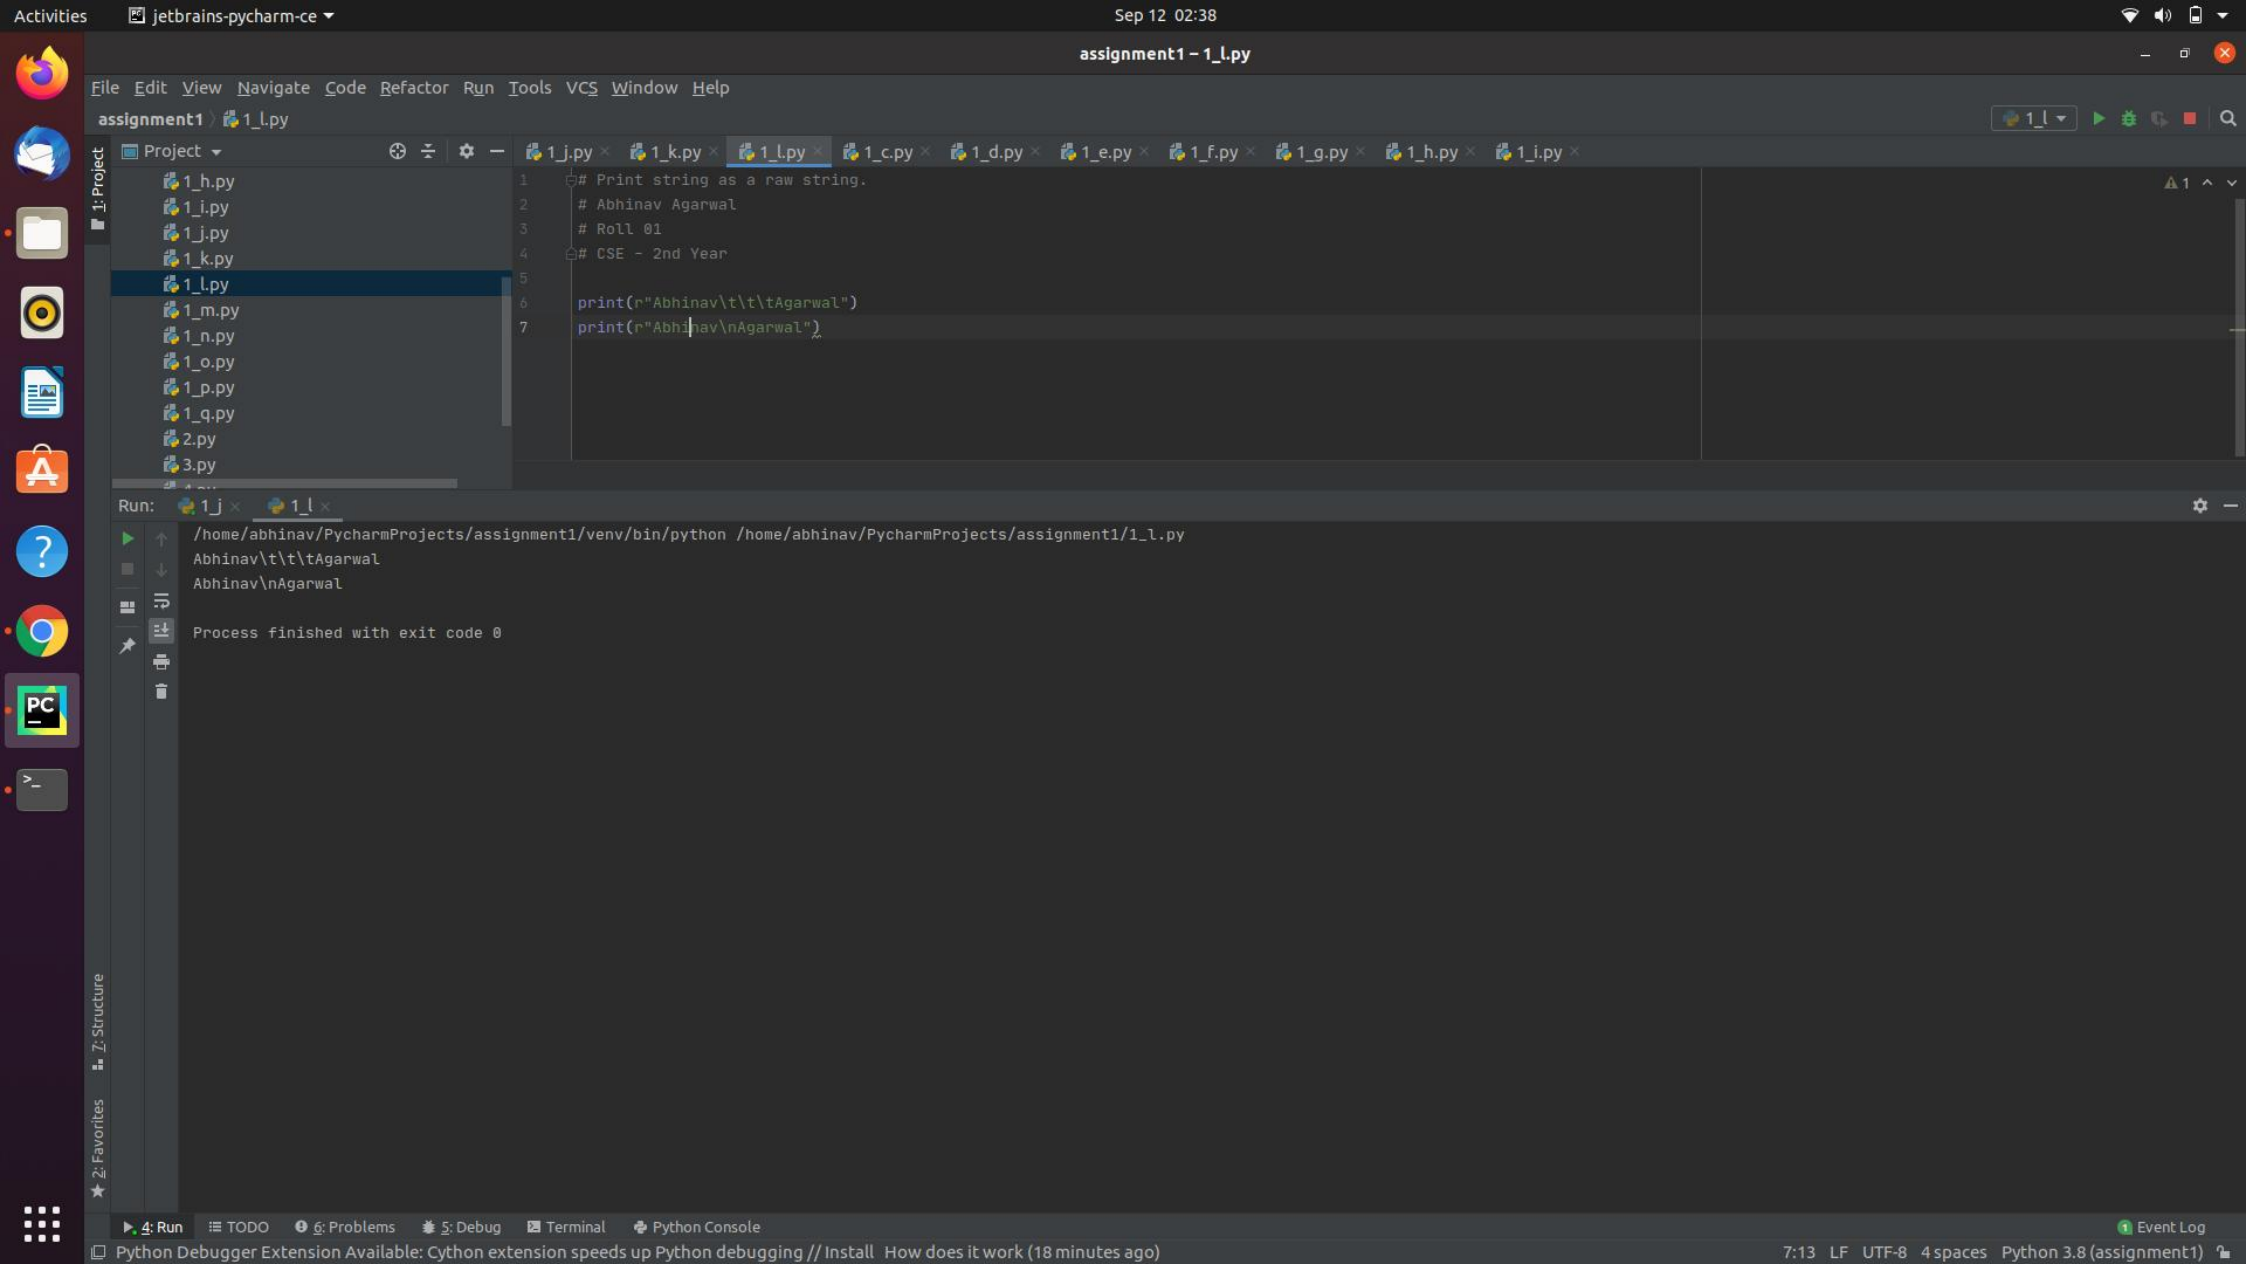 Activities jetbrains-pycharm-ce Sep 12 02:38
assignment1 – 1_l.py
File Edit View Navigate Code Refactor Run Tools VCS Window Help
assignment1 1_l.py 1_l
1: Project
Project 1_j.py 1_k.py 1_l.py 1_c.py 1_d.py 1_e.py 1_f.py 1_g.py 1_h.py 1_i.py
1_h.py
1_i.py
1_j.py
1_k.py
1_l.py
1_m.py
1_n.py
1_o.py
1_p.py
1_q.py
2.py
3.py
1 # Print string as a raw string.
2 # Abhinav Agarwal
3 # Roll 01
4 # CSE - 2nd Year
5
6 print(r"Abhinav\t\t\tAgarwal")
7 print(r"Abhinav\nAgarwal")
1
Run: 1_j 1_l
/home/abhinav/PycharmProjects/assignment1/venv/bin/python /home/abhinav/PycharmProjects/assignment1/1_l.py
Abhinav\t\t\tAgarwal
Abhinav\nAgarwal
Process finished with exit code 0
PC
7: Structure
2: Favorites
4: Run TODO 6: Problems 5: Debug Terminal Python Console 1 Event Log
Python Debugger Extension Available: Cython extension speeds up Python debugging // Install How does it work (18 minutes ago) 7:13 LF UTF-8 4 spaces Python 3.8 (assignment1)